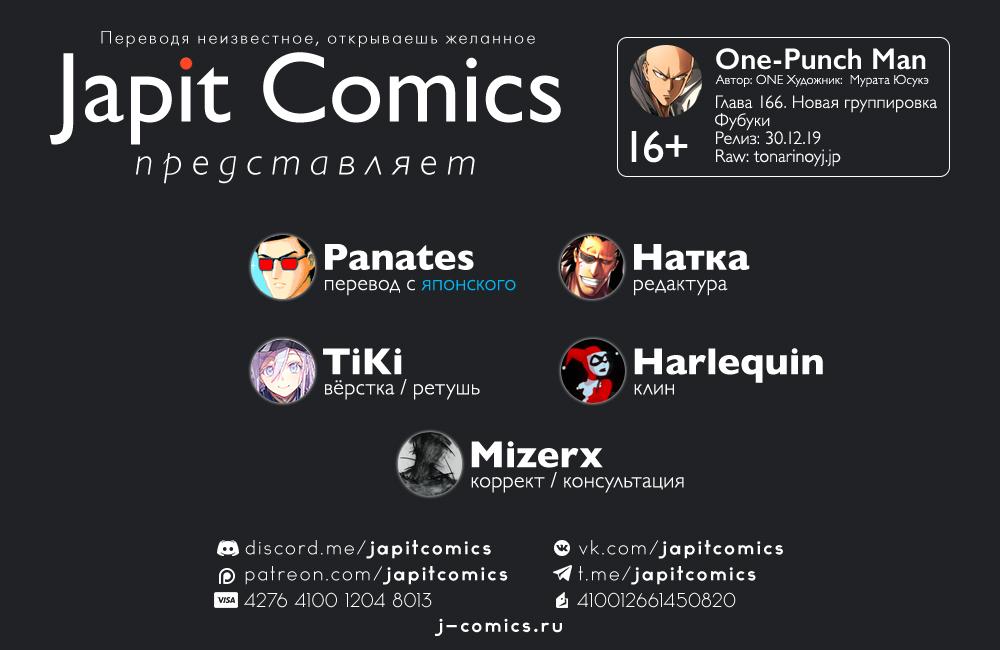 Переводя неизвестное, открываешь желанное
Japit Comics
представляет
One-Punch Man
Автор: ONE Художник: Мурата Юсукэ
Глава 166. Новая группировка
Фубуки
Релиз: 30.12.19
Raw: tonarinoyj.jp
16+
Panates
перевод с японского
Натка
редактура
TiKi
вёрстка / ретушь
Harlequin
клин
Mizerx
коррект / консультация
discord.me/japitcomics
vk.com/japitcomics
patreon.com/japitcomics
t.me/japitcomics
VISA 4276 4100 1204 8013
410012661450820
j-comics.ru